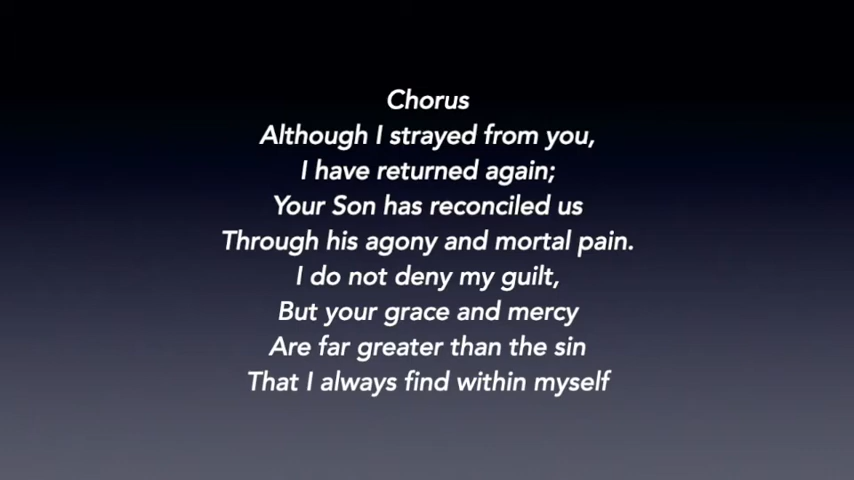 Chorus
Although I strayed from you,
I have returned again;
Your Son has reconciled us
Through his agony and mortal pain.
I do not deny my guilt,
But your grace and mercy
Are far greater than the sin
That I always find within myself